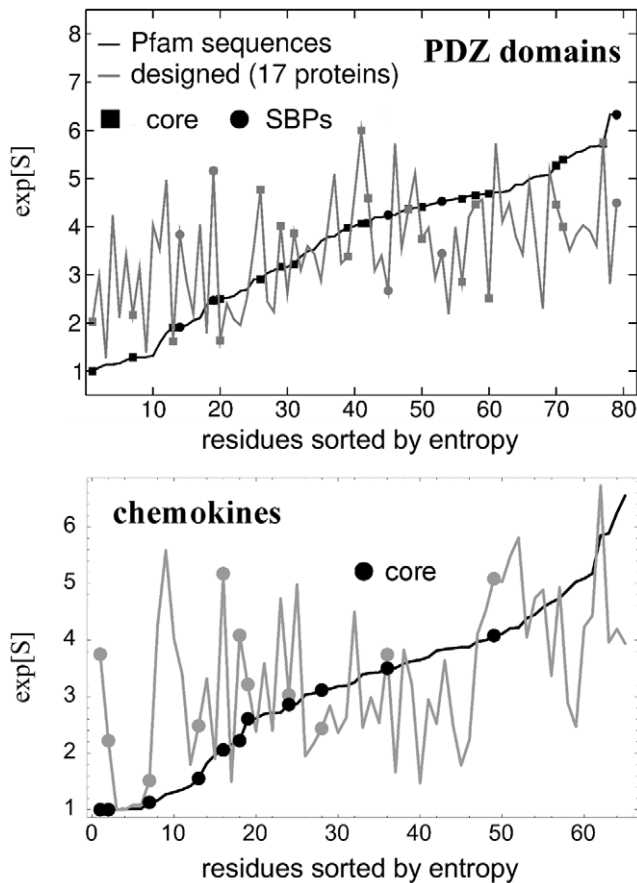 8
7
6
5
4
3
2
1
exp[S]
Pfam sequences
designed (17 proteins)
core
SBPs
PDZ domains
10 20 30 40 50 60 70 80
residues sorted by entropy
6
5
4
3
2
1
exp[S]
chemokines
core
0 10 20 30 40 50 60
residues sorted by entropy